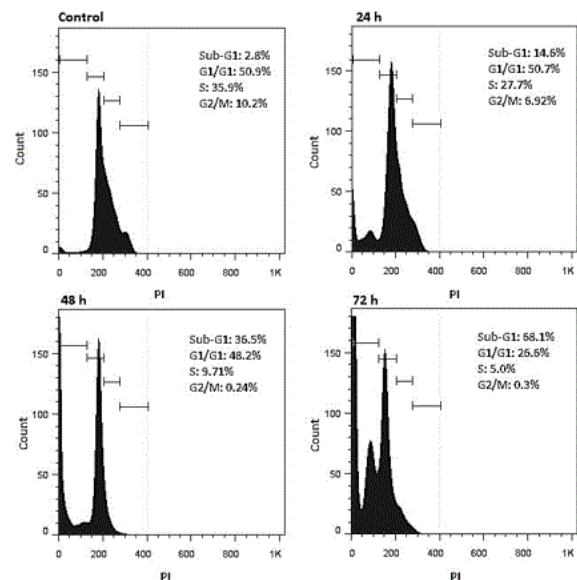 Control
Sub-G1: 2.8%
G1/G1: 50.9%
S: 35.9%
G2/M: 10.2%
150
100
50
0
Count
0 200 400 600 800 1K
PI
24 h
Sub-G1: 14.6%
G1/G1: 50.7%
S: 27.7%
G2/M: 6.92%
150
100
50
0
Count
0 200 400 600 800 1K
PI
48 h
Sub-G1: 36.5%
G1/G1: 48.2%
S: 9.71%
G2/M: 0.24%
150
100
50
0
Count
0 200 400 600 800 1K
PI
72 h
Sub-G1: 68.1%
G1/G1: 26.6%
S: 5.0%
G2/M: 0.3%
150
100
50
0
Count
0 200 400 600 800 1K
PI